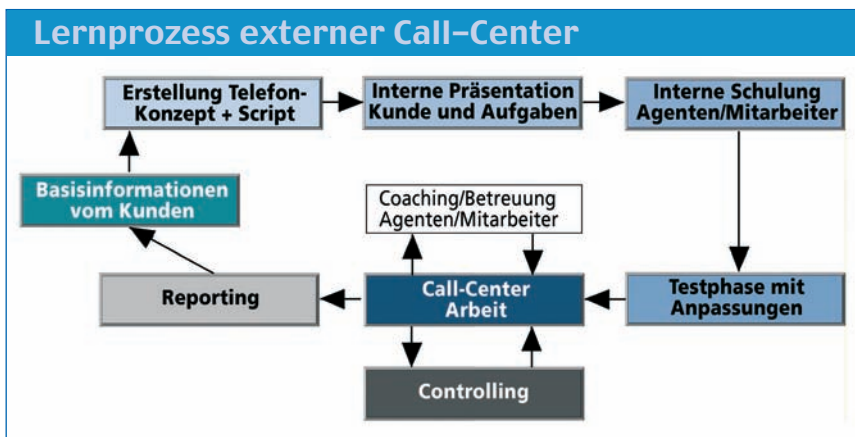 Lernprozess externer Call-Center
Erstellung Telefon-
Konzept + Script
Interne Präsentation
Kunde und Aufgaben
Interne Schulung
Agenten/Mitarbeiter
Basisinformationen
vom Kunden
Coaching/Betreuung
Agenten/Mitarbeiter
Reporting
Call-Center
Arbeit
Testphase mit
Anpassungen
Controlling